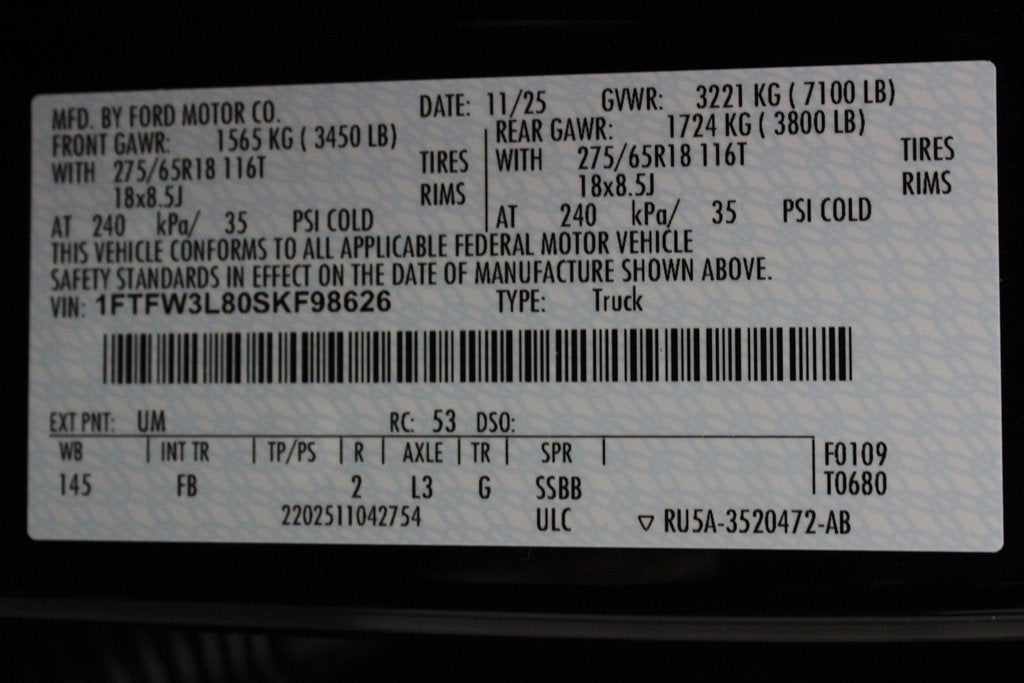 MFD. BY FORD MOTOR CO. DATE: 11/25 GVWR: 3221 KG ( 7100 LB)
FRONT GAWR: 1565 KG ( 3450 LB) REAR GAWR: 1724 KG ( 3800 LB)
WITH 275/65R18 116T TIRES WITH 275/65R18 116T TIRES
18x8.5J RIMS 18x8.5J RIMS
AT 240 kPa/ 35 PSI COLD AT 240 kPa/ 35 PSI COLD
THIS VEHICLE CONFORMS TO ALL APPLICABLE FEDERAL MOTOR VEHICLE
SAFETY STANDARDS IN EFFECT ON THE DATE OF MANUFACTURE SHOWN ABOVE.
VIN: 1FTFW3L80SKF98626 TYPE: Truck
EXT PNT: UM RC: 53 DSO:
WB INT TR TP/PS R AXLE TR SPR F0109
145 FB 2 L3 G SSBB T0680
2202511042754 ULC ▽ RU5A-3520472-AB